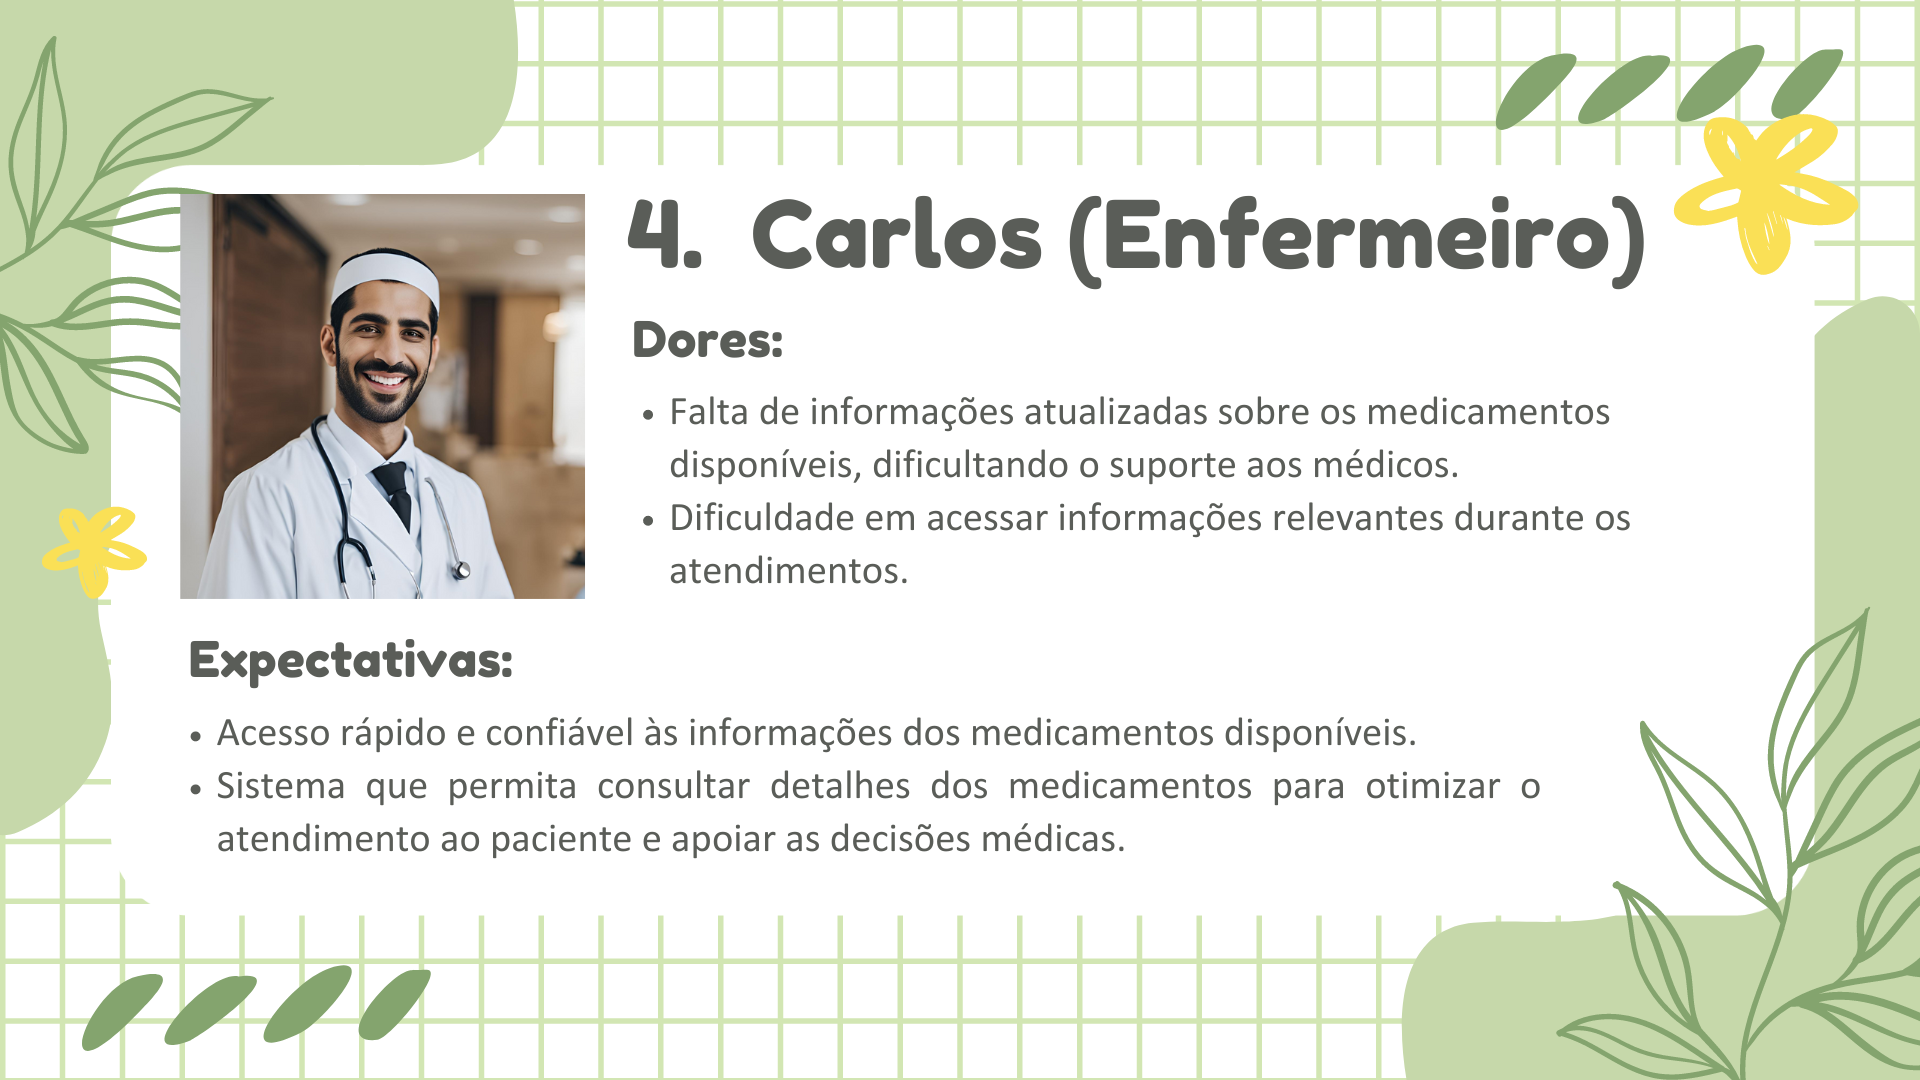 4. Carlos (Enfermeiro)
Dores:
• Falta de informações atualizadas sobre os medicamentos
disponíveis, dificultando o suporte aos médicos.
• Dificuldade em acessar informações relevantes durante os
atendimentos.
Expectativas:
• Acesso rápido e confiável às informações dos medicamentos disponíveis.
• Sistema que permita consultar detalhes dos medicamentos para otimizar o
atendimento ao paciente e apoiar as decisões médicas.